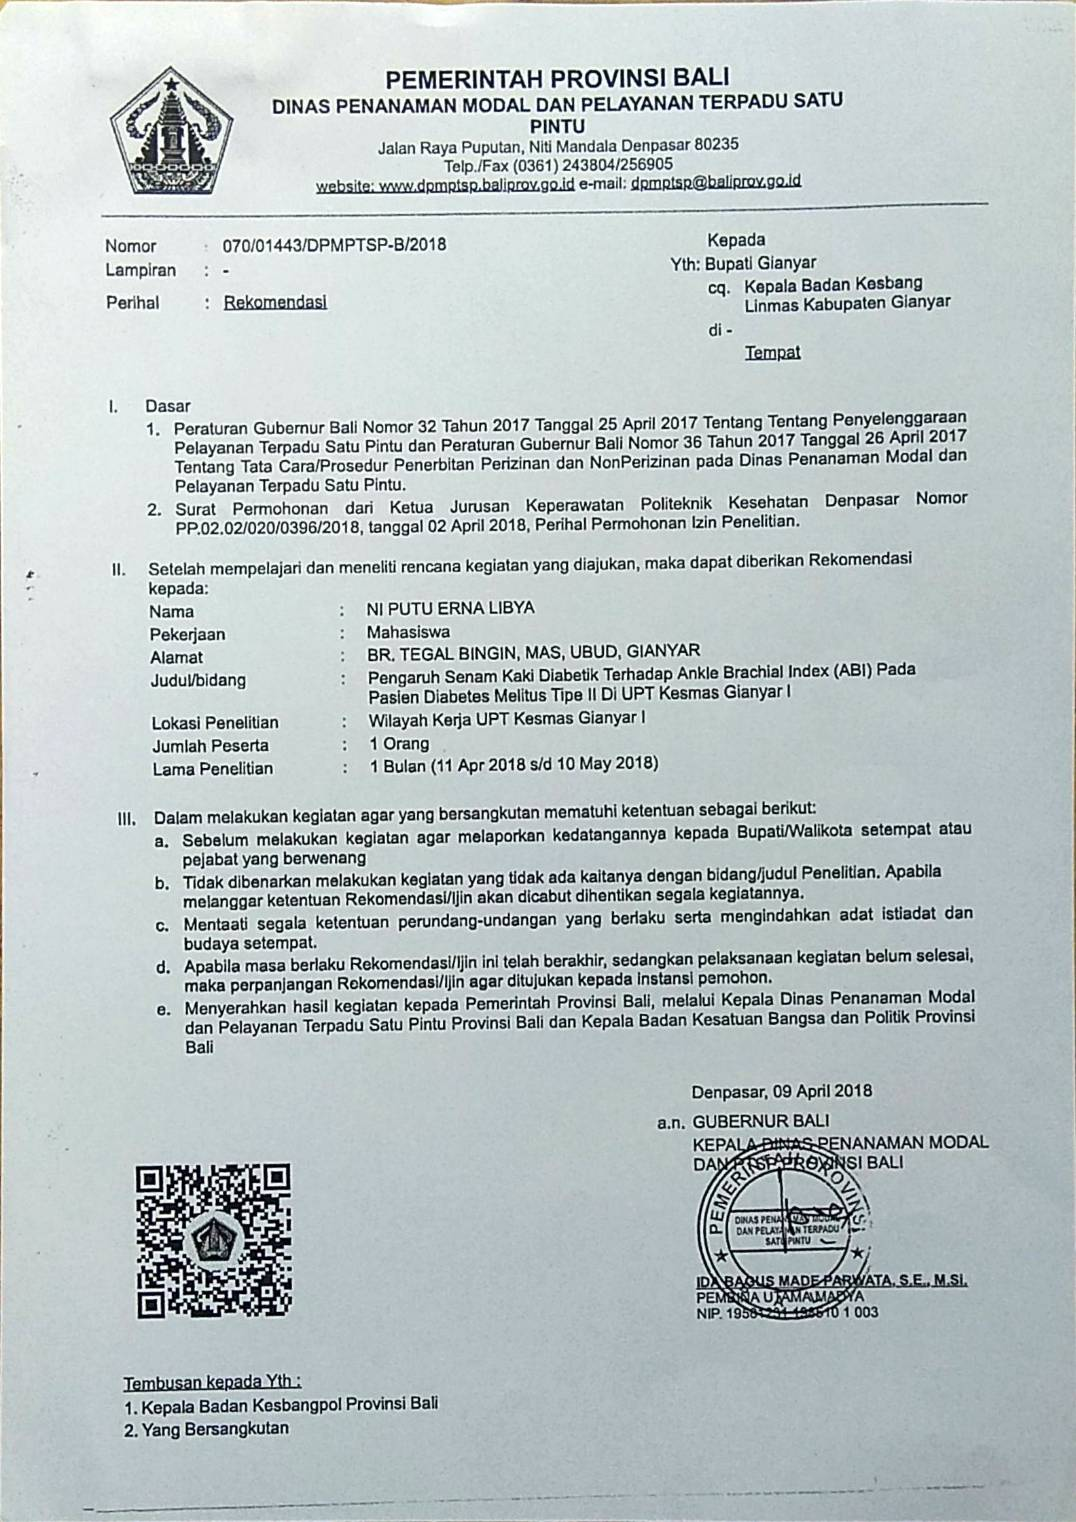 PEMERINTAH PROVINSI BALI
DINAS PENANAMAN MODAL DAN PELAYANAN TERPADU SATU
PINTU
Jalan Raya Puputan, Niti Mandala Denpasar 80235
Telp./Fax (0361) 243804/256905
website: www.dpmptsp.baliprov.go.id e-mail: dpmptsp@baliprov.go.id
Nomor : 070/01443/DPMPTSP-B/2018
Lampiran : -
Perihal : Rekomendasi
Kepada
Yth: Bupati Gianyar
cq. Kepala Badan Kesbang
Linmas Kabupaten Gianyar
di -
Tempat
I. Dasar
1. Peraturan Gubernur Bali Nomor 32 Tahun 2017 Tanggal 25 April 2017 Tentang Tentang Penyelenggaraan
Pelayanan Terpadu Satu Pintu dan Peraturan Gubernur Bali Nomor 36 Tahun 2017 Tanggal 26 April 2017
Tentang Tata Cara/Prosedur Penerbitan Perizinan dan NonPerizinan pada Dinas Penanaman Modal dan
Pelayanan Terpadu Satu Pintu.
2. Surat Permohonan dari Ketua Jurusan Keperawatan Politeknik Kesehatan Denpasar Nomor
PP.02.02/020/0396/2018, tanggal 02 April 2018, Perihal Permohonan Izin Penelitian.
II. Setelah mempelajari dan meneliti rencana kegiatan yang diajukan, maka dapat diberikan Rekomendasi
kepada:
Nama : NI PUTU ERNA LIBYA
Pekerjaan : Mahasiswa
Alamat : BR. TEGAL BINGIN, MAS, UBUD, GIANYAR
Judul/bidang : Pengaruh Senam Kaki Diabetik Terhadap Ankle Brachial Index (ABI) Pada
Pasien Diabetes Melitus Tipe II Di UPT Kesmas Gianyar I
Lokasi Penelitian : Wilayah Kerja UPT Kesmas Gianyar I
Jumlah Peserta : 1 Orang
Lama Penelitian : 1 Bulan (11 Apr 2018 s/d 10 May 2018)
III. Dalam melakukan kegiatan agar yang bersangkutan mematuhi ketentuan sebagai berikut:
a. Sebelum melakukan kegiatan agar melaporkan kedatangannya kepada Bupati/Walikota setempat atau
pejabat yang berwenang
b. Tidak dibenarkan melakukan kegiatan yang tidak ada kaitanya dengan bidang/judul Penelitian. Apabila
melanggar ketentuan Rekomendasi/Ijin akan dicabut dihentikan segala kegiatannya.
c. Mentaati segala ketentuan perundang-undangan yang berlaku serta mengindahkan adat istiadat dan
budaya setempat.
d. Apabila masa berlaku Rekomendasi/Ijin ini telah berakhir, sedangkan pelaksanaan kegiatan belum selesai,
maka perpanjangan Rekomendasi/Ijin agar ditujukan kepada instansi pemohon.
e. Menyerahkan hasil kegiatan kepada Pemerintah Provinsi Bali, melalui Kepala Dinas Penanaman Modal
dan Pelayanan Terpadu Satu Pintu Provinsi Bali dan Kepala Badan Kesatuan Bangsa dan Politik Provinsi
Bali
Denpasar, 09 April 2018
a.n. GUBERNUR BALI
KEPALA DINAS PENANAMAN MODAL
DAN PTSP PROVINSI BALI
DINAS PENANAMAN MODAL
DAN PELAYANAN TERPADU
SATU PINTU
IDA BAGUS MADE PARWATA, S.E., M.Si.
PEMBINA UTAMA MADYA
NIP. 1 003
Tembusan kepada Yth :
1. Kepala Badan Kesbangpol Provinsi Bali
2. Yang Bersangkutan